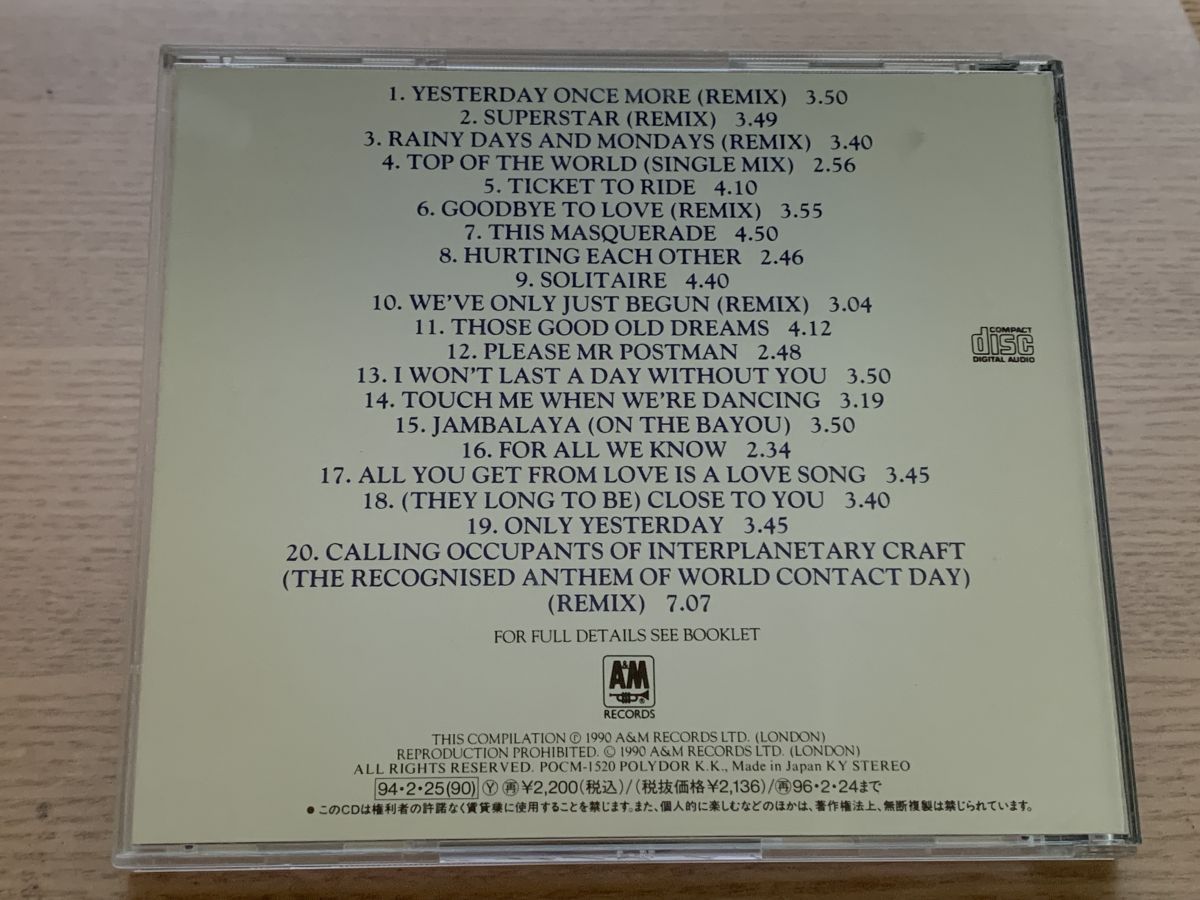 1. YESTERDAY ONCE MORE (REMIX) 3.50
2. SUPERSTAR (REMIX) 3.49
3. RAINY DAYS AND MONDAYS (REMIX) 3.40
4. TOP OF THE WORLD (SINGLE MIX) 2.56
5. TICKET TO RIDE 4.10
6. GOODBYE TO LOVE (REMIX) 3.55
7. THIS MASQUERADE 4.50
8. HURTING EACH OTHER 2.46
9. SOLITAIRE 4.40
10. WE'VE ONLY JUST BEGUN (REMIX) 3.04
11. THOSE GOOD OLD DREAMS 4.12
COMPACT
disc
DIGITAL AUDIO
12. PLEASE MR POSTMAN 2.48
13. I WON'T LAST A DAY WITHOUT YOU 3.50
14. TOUCH ME WHEN WE'RE DANCING 3.19
15. JAMBALAYA (ON THE BAYOU) 3.50
16. FOR ALL WE KNOW 2.34
17. ALL YOU GET FROM LOVE IS A LOVE SONG 3.45
18. (THEY LONG TO BE) CLOSE TO YOU 3.40
19. ONLY YESTERDAY 3.45
20. CALLING OCCUPANTS OF INTERPLANETARY CRAFT
(THE RECOGNISED ANTHEM OF WORLD CONTACT DAY)
(REMIX) 7.07
FOR FULL DETAILS SEE BOOKLET
A&M
RECORDS
THIS COMPILATION ℗ 1990 A&M RECORDS LTD. (LONDON)
REPRODUCTION PROHIBITED. © 1990 A&M RECORDS LTD. (LONDON)
ALL RIGHTS RESERVED. POCM-1520 POLYDOR K.K., Made in Japan KY STEREO
94・2・25(90) Ⓨ ㊢¥2,200(税込)/(税抜価格¥2,136)/㊢96・2・24まで
● このCDは権利者の許諾なく賃貸業に使用することを禁じます。また、個人的に楽しむなどのほかは、著作権法上、無断複製は禁じられています。